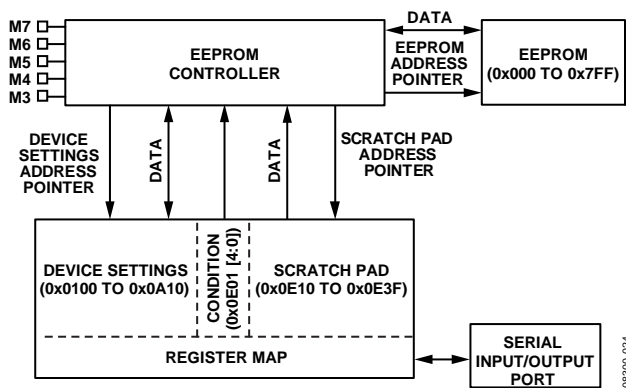 M7
M6
M5
M4
M3
EEPROM
CONTROLLER
DATA
EEPROM
ADDRESS
POINTER
EEPROM
(0x000 TO 0x7FF)
DEVICE
SETTINGS
ADDRESS
POINTER
DATA
DATA
SCRATCH PAD
ADDRESS
POINTER
DEVICE SETTINGS
(0x0100 TO 0x0A10)
CONDITION
(0x0E01 [4:0])
SCRATCH PAD
(0x0E10 TO 0x0E3F)
REGISTER MAP
SERIAL
INPUT/OUTPUT
PORT